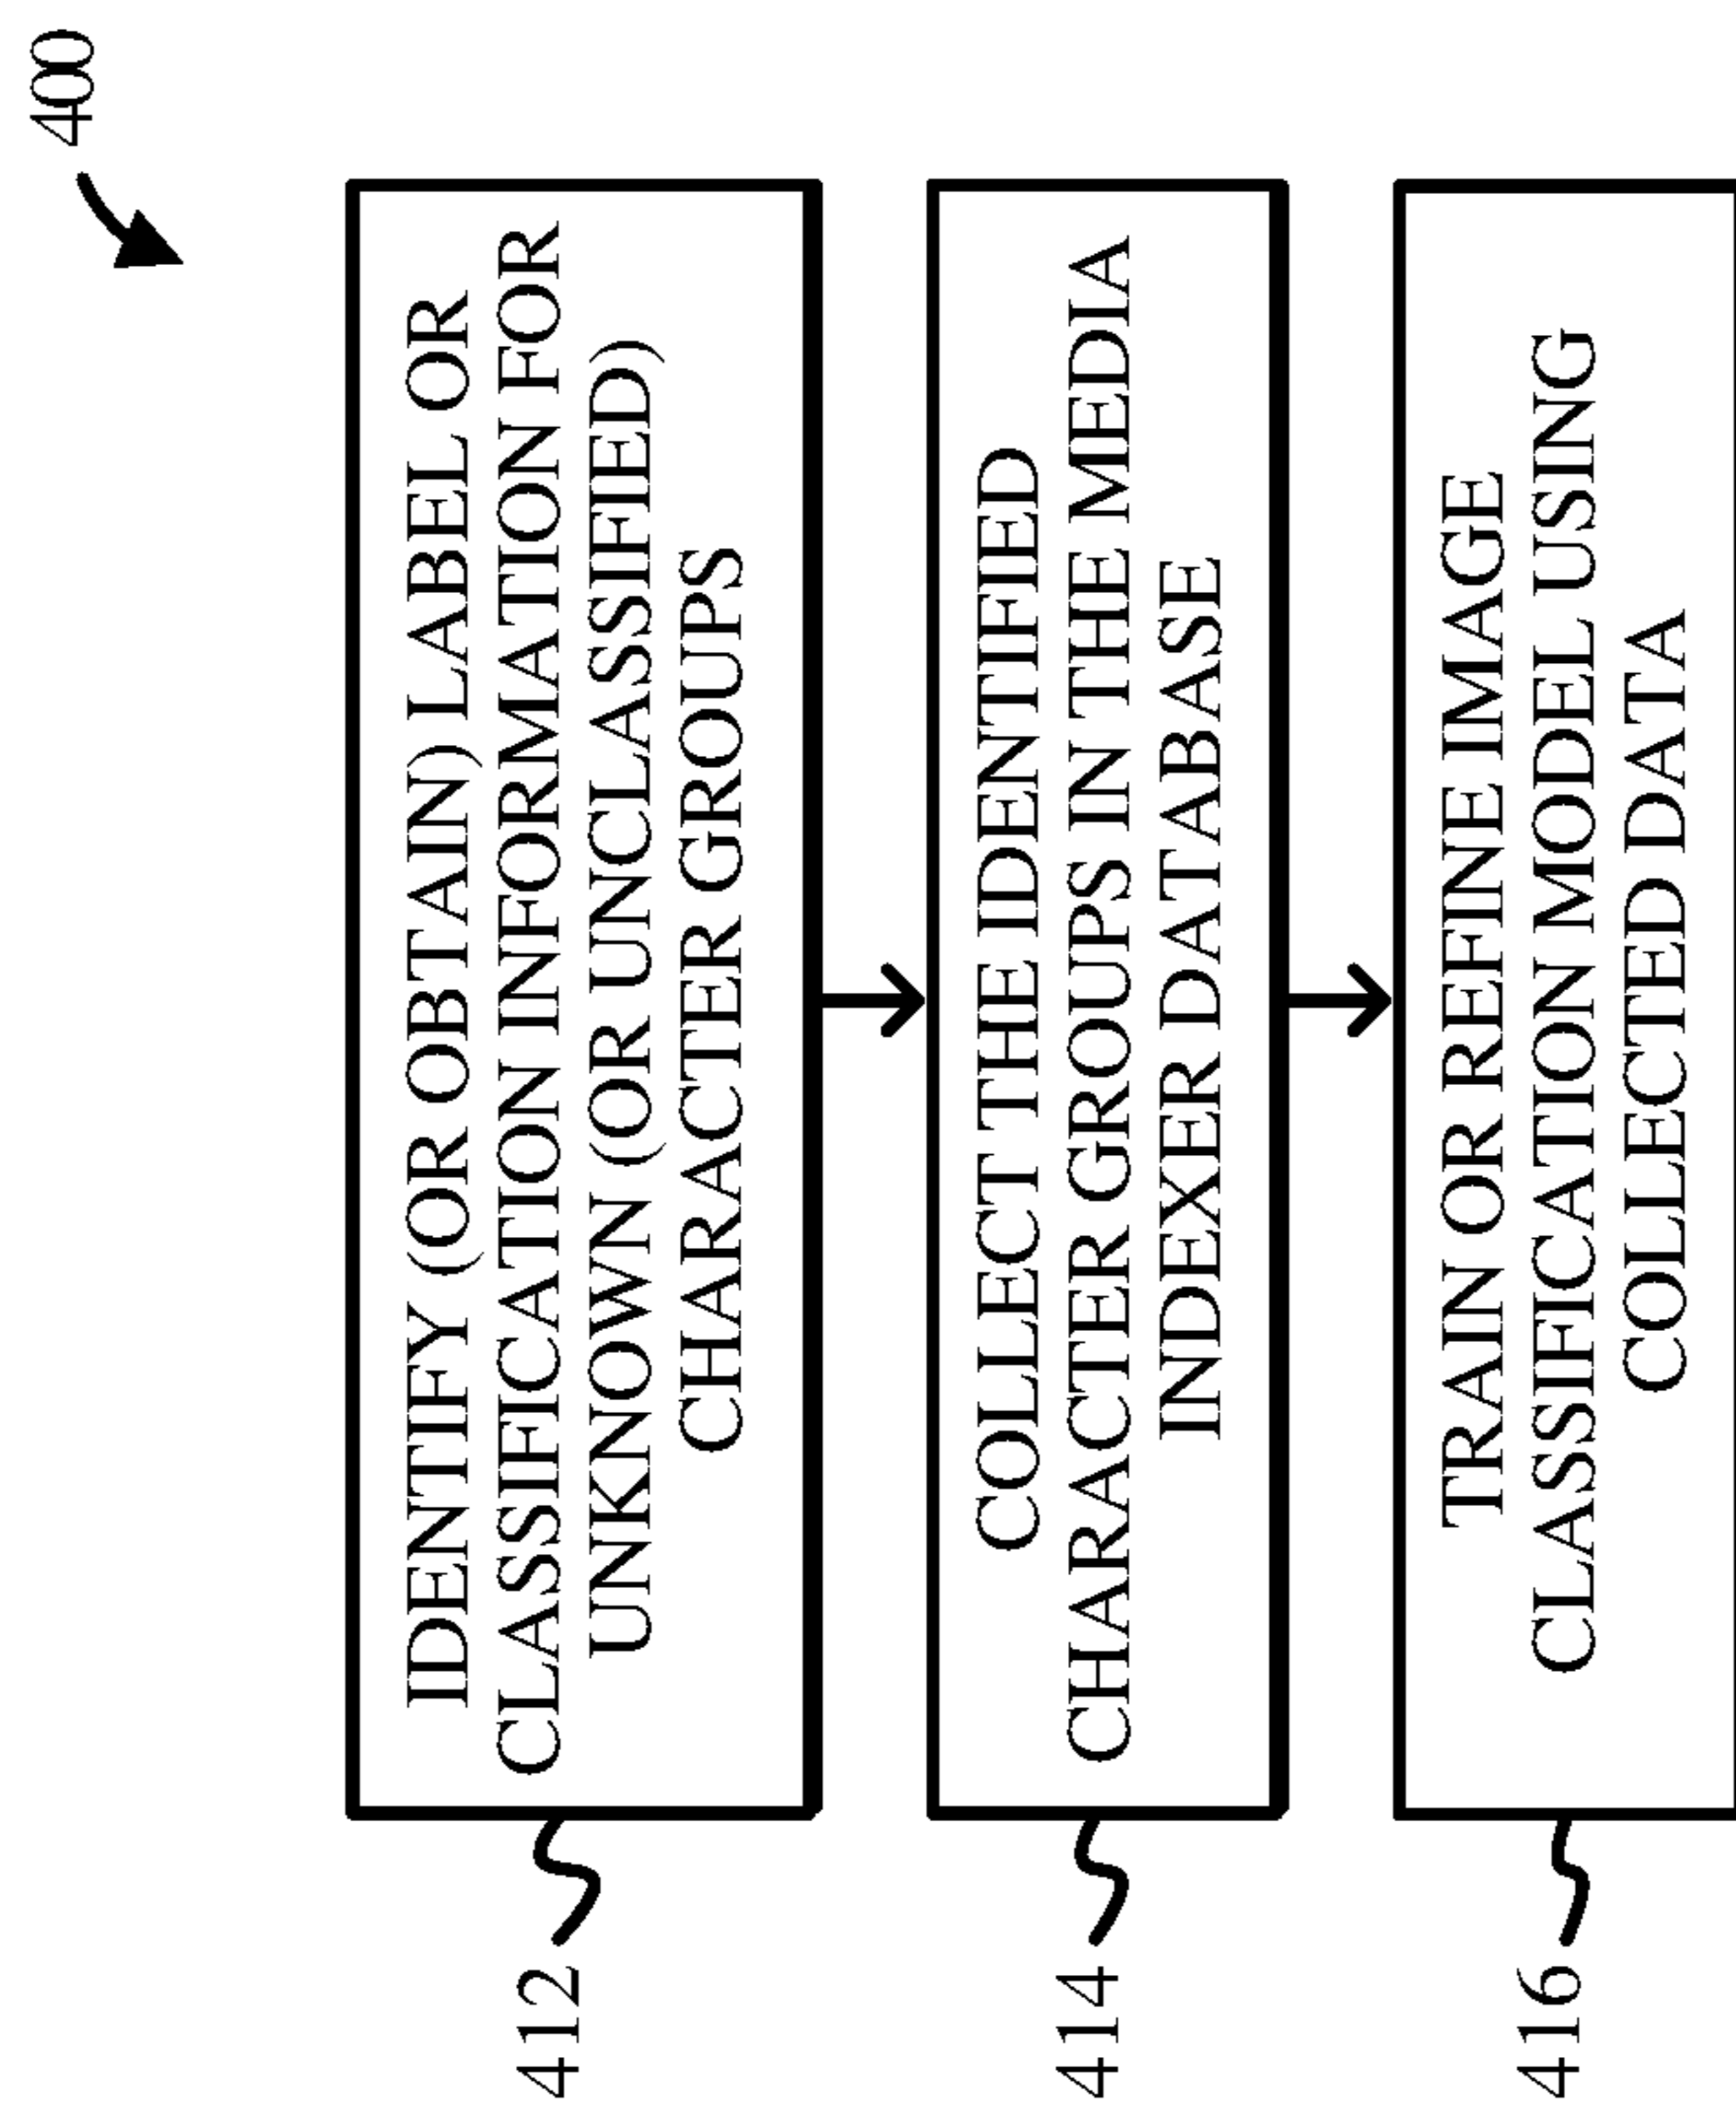 400
412
IDENTIFY (OR OBTAIN) LABEL OR
CLASSIFICATION INFORMATION FOR
UNKNOWN (OR UNCLASSIFIED)
CHARACTER GROUPS
414
COLLECT THE IDENTIFIED
CHARACTER GROUPS IN THE MEDIA
INDEXER DATABASE
416
TRAIN OR REFINE IMAGE
CLASSIFICATION MODEL USING
COLLECTED DATA